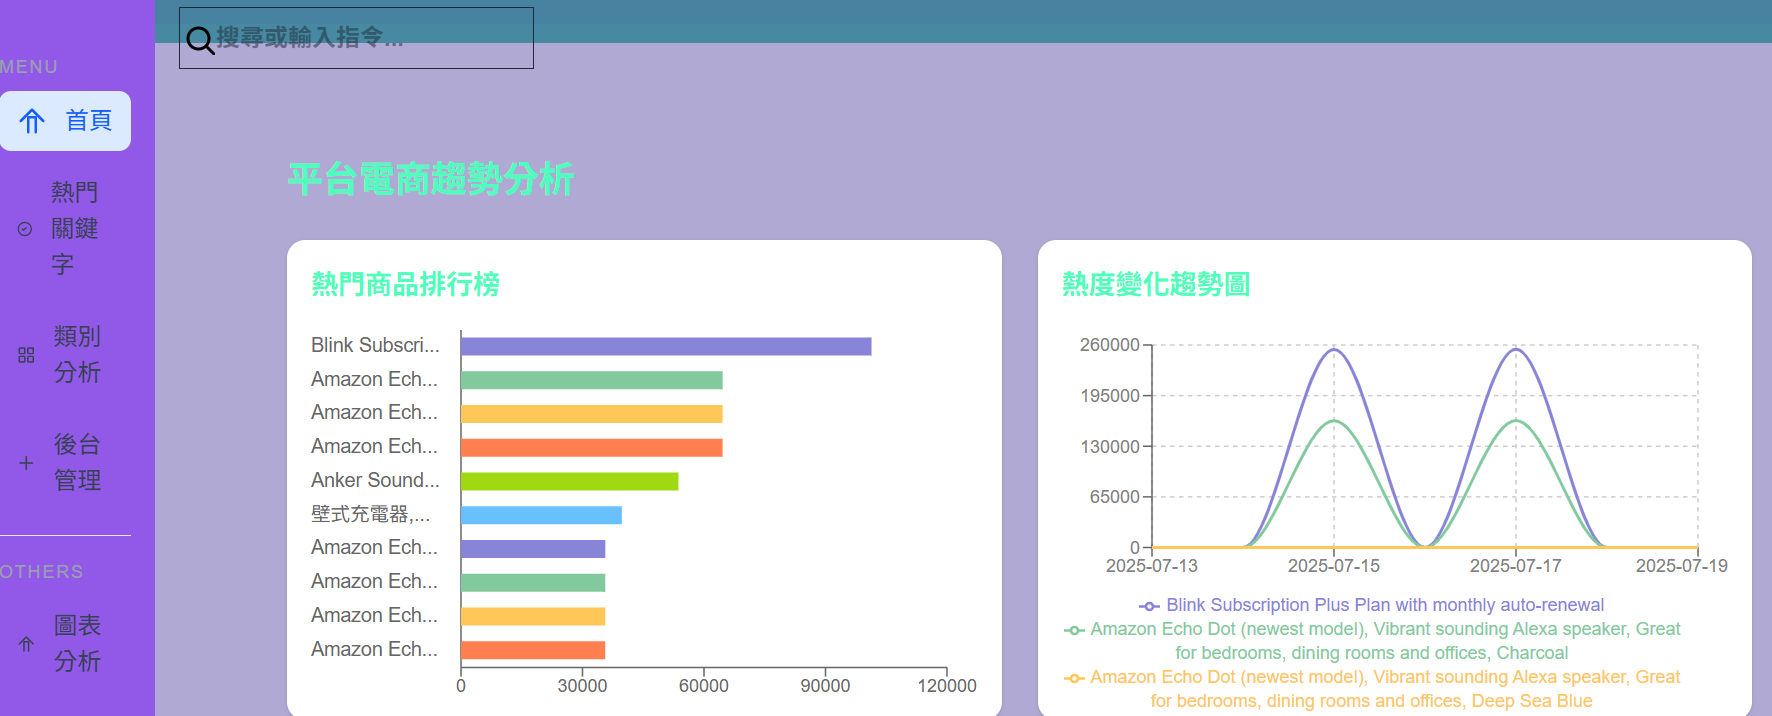 搜尋或輸入指令...
MENU
首頁
熱門
關鍵
字
類別
分析
後台
管理
OTHERS
圖表
分析
平台電商趨勢分析
熱門商品排行榜
Blink Subscri...
Amazon Ech...
Amazon Ech...
Amazon Ech...
Anker Sound...
壁式充電器,...
Amazon Ech...
Amazon Ech...
Amazon Ech...
Amazon Ech...
0 30000 60000 90000 120000
熱度變化趨勢圖
260000
195000
130000
65000
0
2025-07-13 2025-07-15 2025-07-17 2025-07-19
Blink Subscription Plus Plan with monthly auto-renewal
Amazon Echo Dot (newest model), Vibrant sounding Alexa speaker, Great
for bedrooms, dining rooms and offices, Charcoal
Amazon Echo Dot (newest model), Vibrant sounding Alexa speaker, Great
for bedrooms, dining rooms and offices, Deep Sea Blue